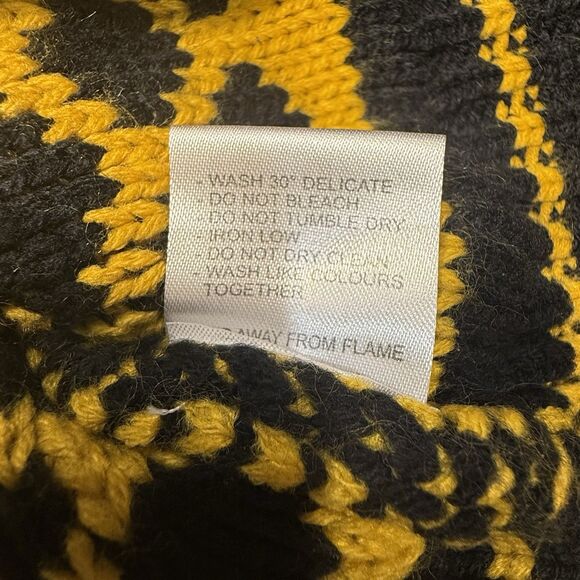 - WASH 30° DELICATE
- DO NOT BLEACH
- DO NOT TUMBLE DRY
- IRON LOW
- DO NOT DRY CLEAN
- WASH LIKE COLOURS
TOGETHER
AWAY FROM FLAME